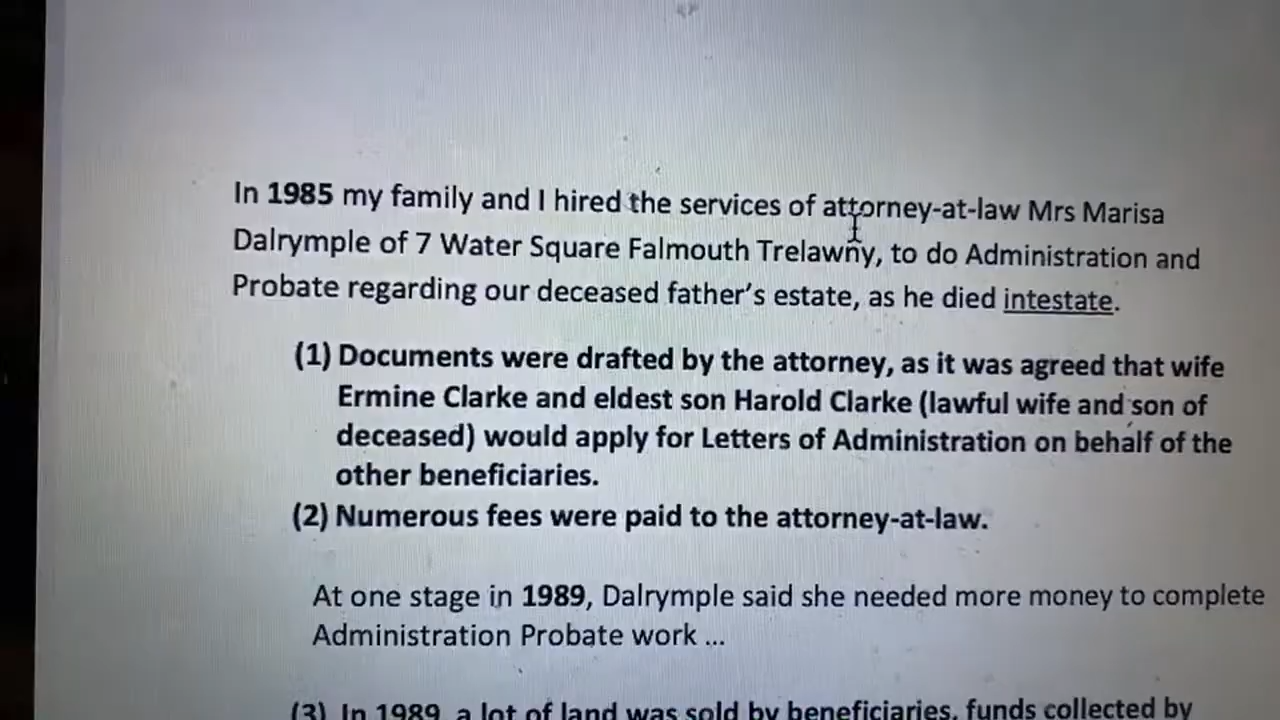 In 1985 my family and I hired the services of attorney-at-law Mrs Marisa
Dalrymple of 7 Water Square Falmouth Trelawny, to do Administration and
Probate regarding our deceased father's estate, as he died intestate.
(1) Documents were drafted by the attorney, as it was agreed that wife
Ermine Clarke and eldest son Harold Clarke (lawful wife and son of
deceased) would apply for Letters of Administration on behalf of the
other beneficiaries.
(2) Numerous fees were paid to the attorney-at-law.
At one stage in 1989, Dalrymple said she needed more money to complete
Administration Probate work ...
(3) In 1989, a lot of land was sold by beneficiaries, funds collected by